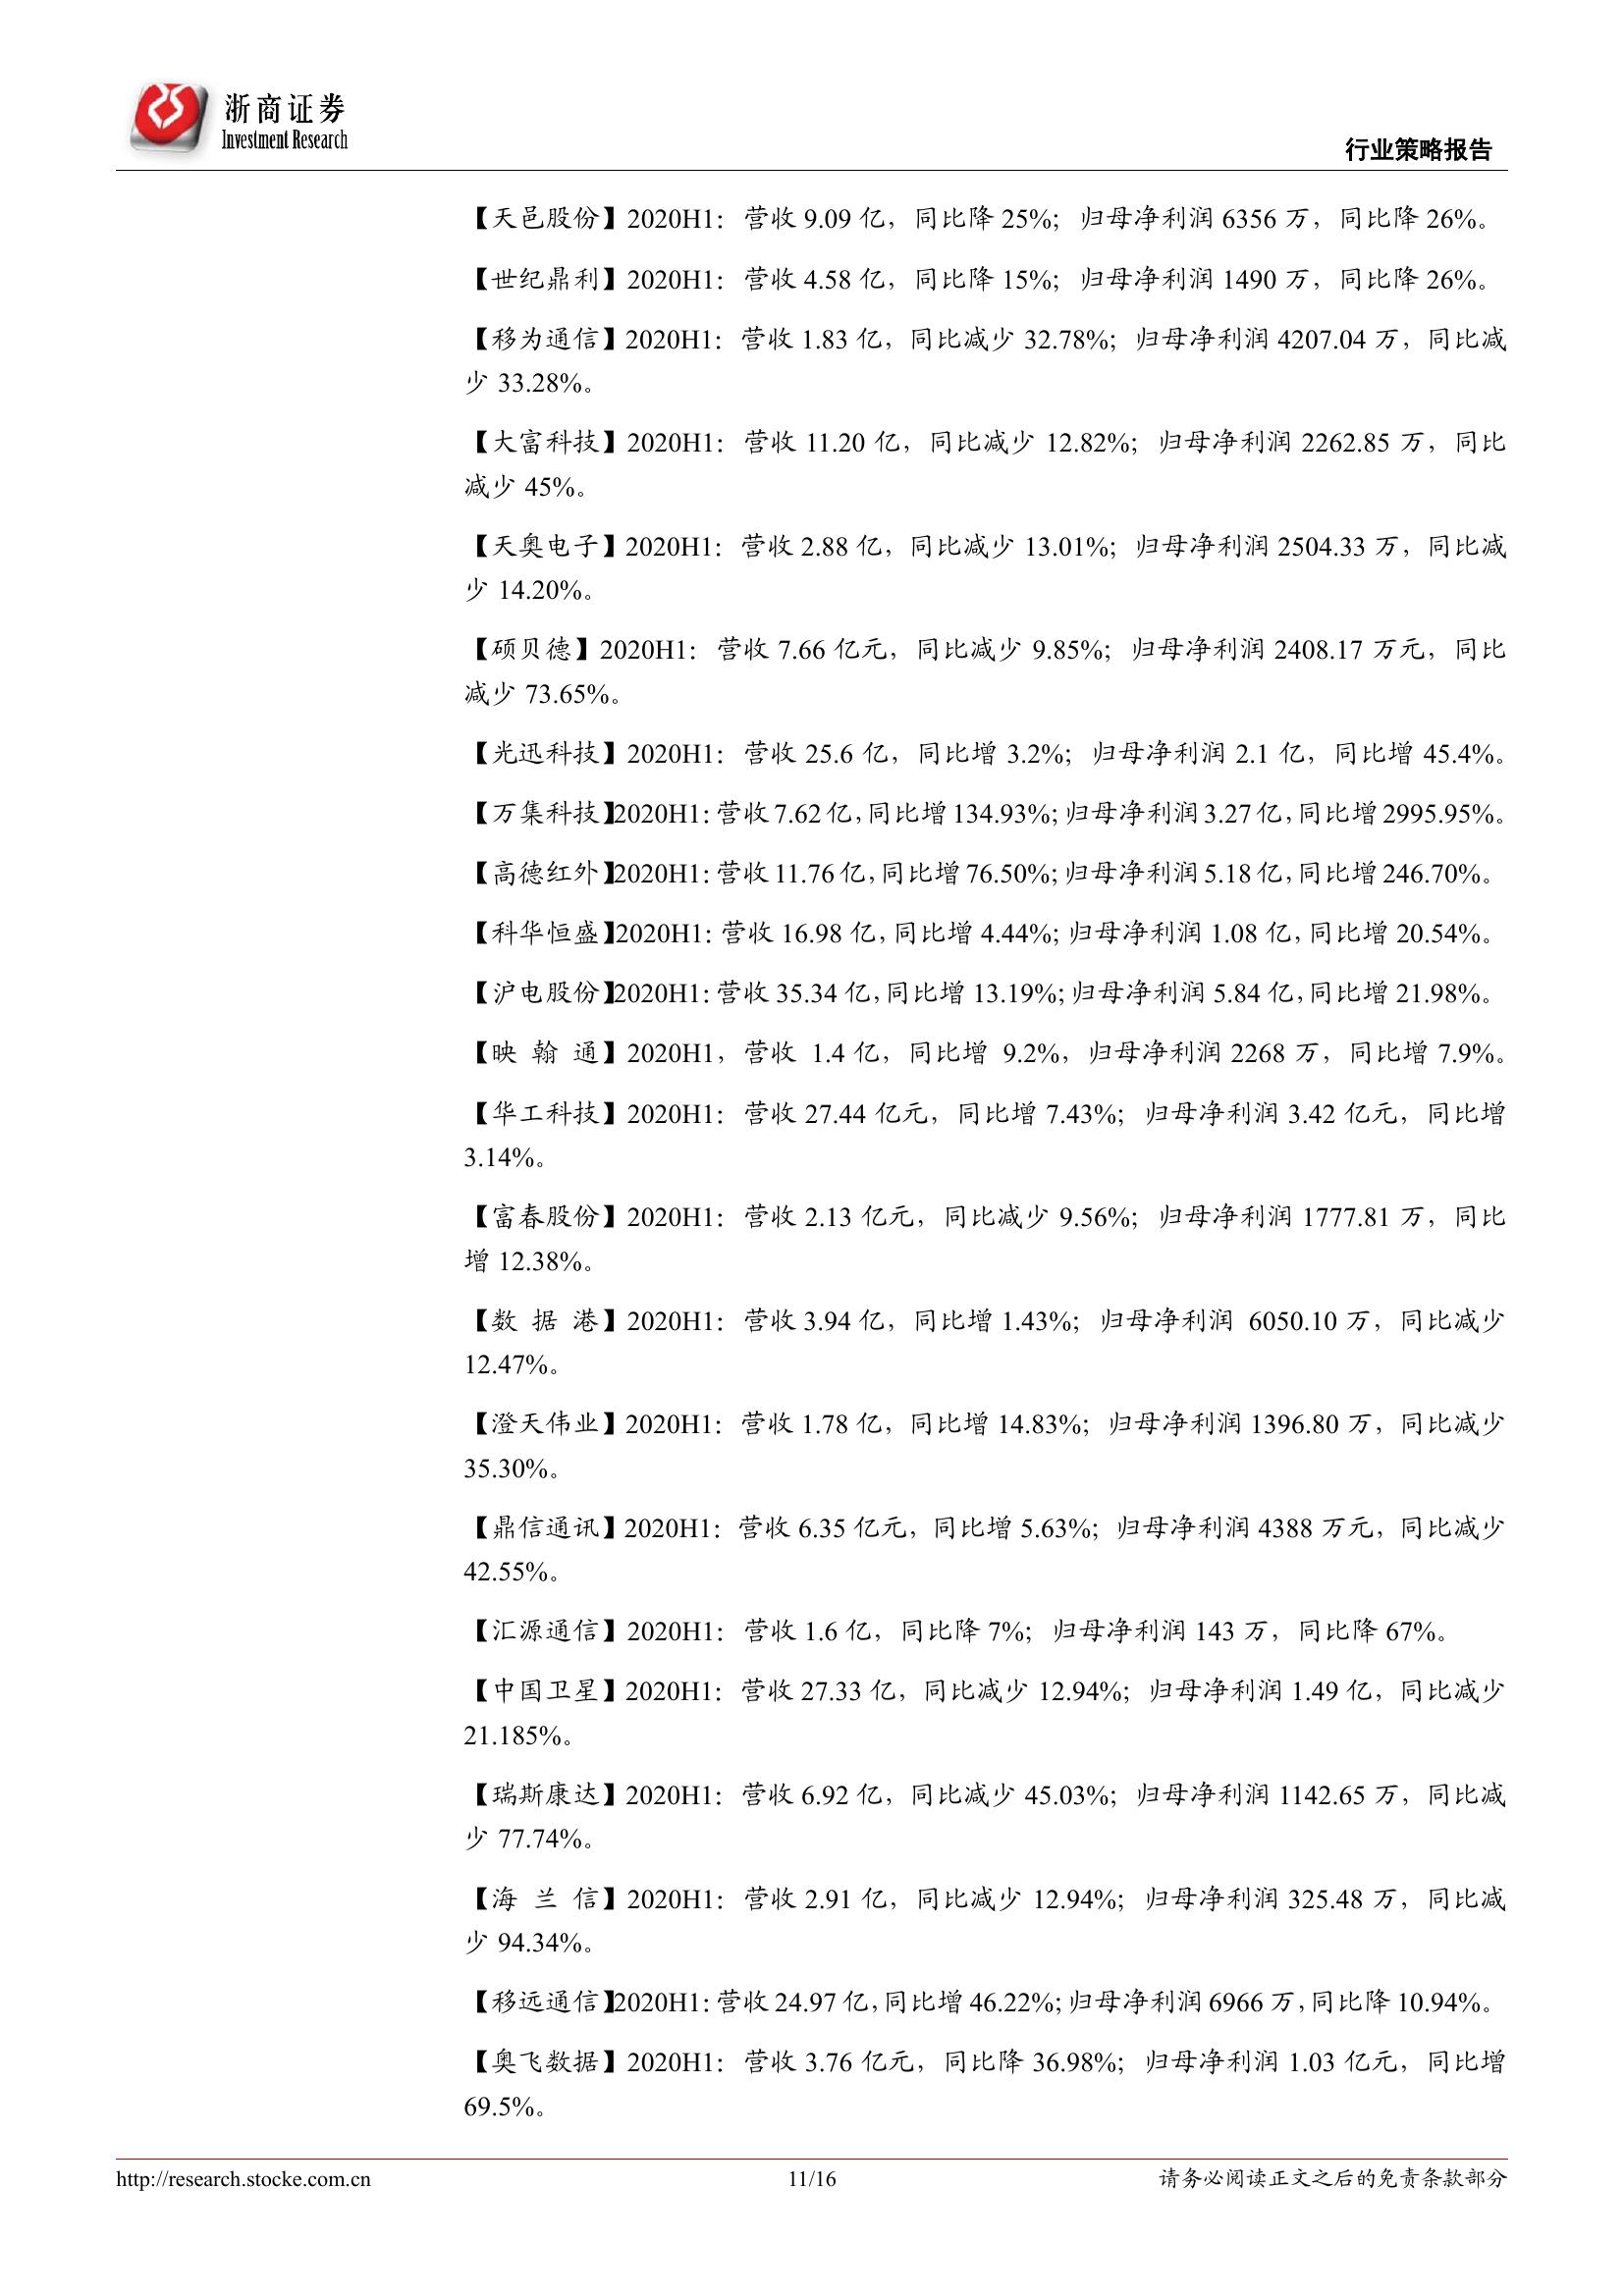 浙商证券
Investment Research
行业策略报告
【天邑股份】2020H1：营收 9.09 亿，同比降 25%；归母净利润 6356 万，同比降 26%。
【世纪鼎利】2020H1：营收 4.58 亿，同比降 15%；归母净利润 1490 万，同比降 26%。
【移为通信】2020H1：营收 1.83 亿，同比减少 32.78%；归母净利润 4207.04 万，同比减
少 33.28%。
【大富科技】2020H1：营收 11.20 亿，同比减少 12.82%；归母净利润 2262.85 万，同比
减少 45%。
【天奥电子】2020H1：营收 2.88 亿，同比减少 13.01%；归母净利润 2504.33 万，同比减
少 14.20%。
【硕贝德】2020H1：营收 7.66 亿元，同比减少 9.85%；归母净利润 2408.17 万元，同比
减少 73.65%。
【光迅科技】2020H1：营收 25.6 亿，同比增 3.2%；归母净利润 2.1 亿，同比增 45.4%。
【万集科技】2020H1：营收 7.62 亿，同比增 134.93%；归母净利润 3.27 亿，同比增 2995.95%。
【高德红外】2020H1：营收 11.76 亿，同比增 76.50%；归母净利润 5.18 亿，同比增 246.70%。
【科华恒盛】2020H1：营收 16.98 亿，同比增 4.44%；归母净利润 1.08 亿，同比增 20.54%。
【沪电股份】2020H1：营收 35.34 亿，同比增 13.19%；归母净利润 5.84 亿，同比增 21.98%。
【映 翰 通】2020H1，营收 1.4 亿，同比增 9.2%，归母净利润 2268 万，同比增 7.9%。
【华工科技】2020H1：营收 27.44 亿元，同比增 7.43%；归母净利润 3.42 亿元，同比增
3.14%。
【富春股份】2020H1：营收 2.13 亿元，同比减少 9.56%；归母净利润 1777.81 万，同比
增 12.38%。
【数 据 港】2020H1：营收 3.94 亿，同比增 1.43%；归母净利润 6050.10 万，同比减少
12.47%。
【澄天伟业】2020H1：营收 1.78 亿，同比增 14.83%；归母净利润 1396.80 万，同比减少
35.30%。
【鼎信通讯】2020H1：营收 6.35 亿元，同比增 5.63%；归母净利润 4388 万元，同比减少
42.55%。
【汇源通信】2020H1：营收 1.6 亿，同比降 7%；归母净利润 143 万，同比降 67%。
【中国卫星】2020H1：营收 27.33 亿，同比减少 12.94%；归母净利润 1.49 亿，同比减少
21.185%。
【瑞斯康达】2020H1：营收 6.92 亿，同比减少 45.03%；归母净利润 1142.65 万，同比减
少 77.74%。
【海 兰 信】2020H1：营收 2.91 亿，同比减少 12.94%；归母净利润 325.48 万，同比减
少 94.34%。
【移远通信】2020H1：营收 24.97 亿，同比增 46.22%；归母净利润 6966 万，同比降 10.94%。
【奥飞数据】2020H1：营收 3.76 亿元，同比降 36.98%；归母净利润 1.03 亿元，同比增
69.5%。
http://research.stocke.com.cn
11/16
请务必阅读正文之后的免责条款部分